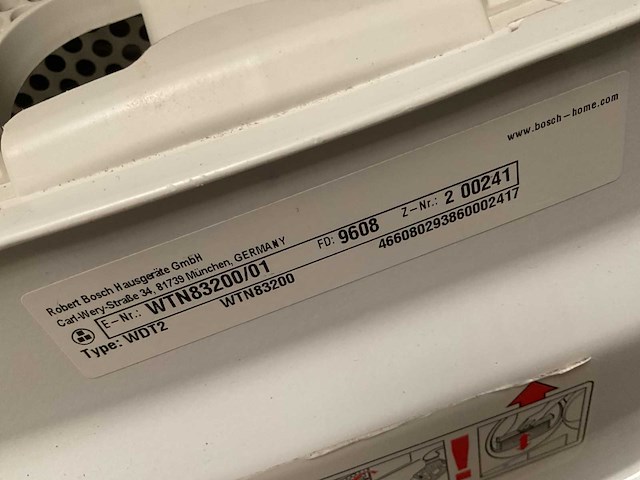 www.bosch-home.com
Robert Bosch Hausgeräte GmbH
Carl-Wery-Straße 34, 81739 München, GERMANY
E-Nr.: WTN83200/01 FD: 9608 Z-Nr.: 2 00241
Type: WDT2 WTN83200 466080293860002417
!